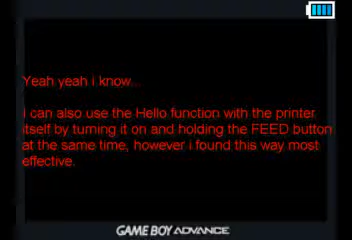 Yeah yeah i know...
I can also use the Hello function with the printer
itself by turning it on and holding the FEED button
at the same time, however i found this way most
effective.
GAME BOY ADVANCE